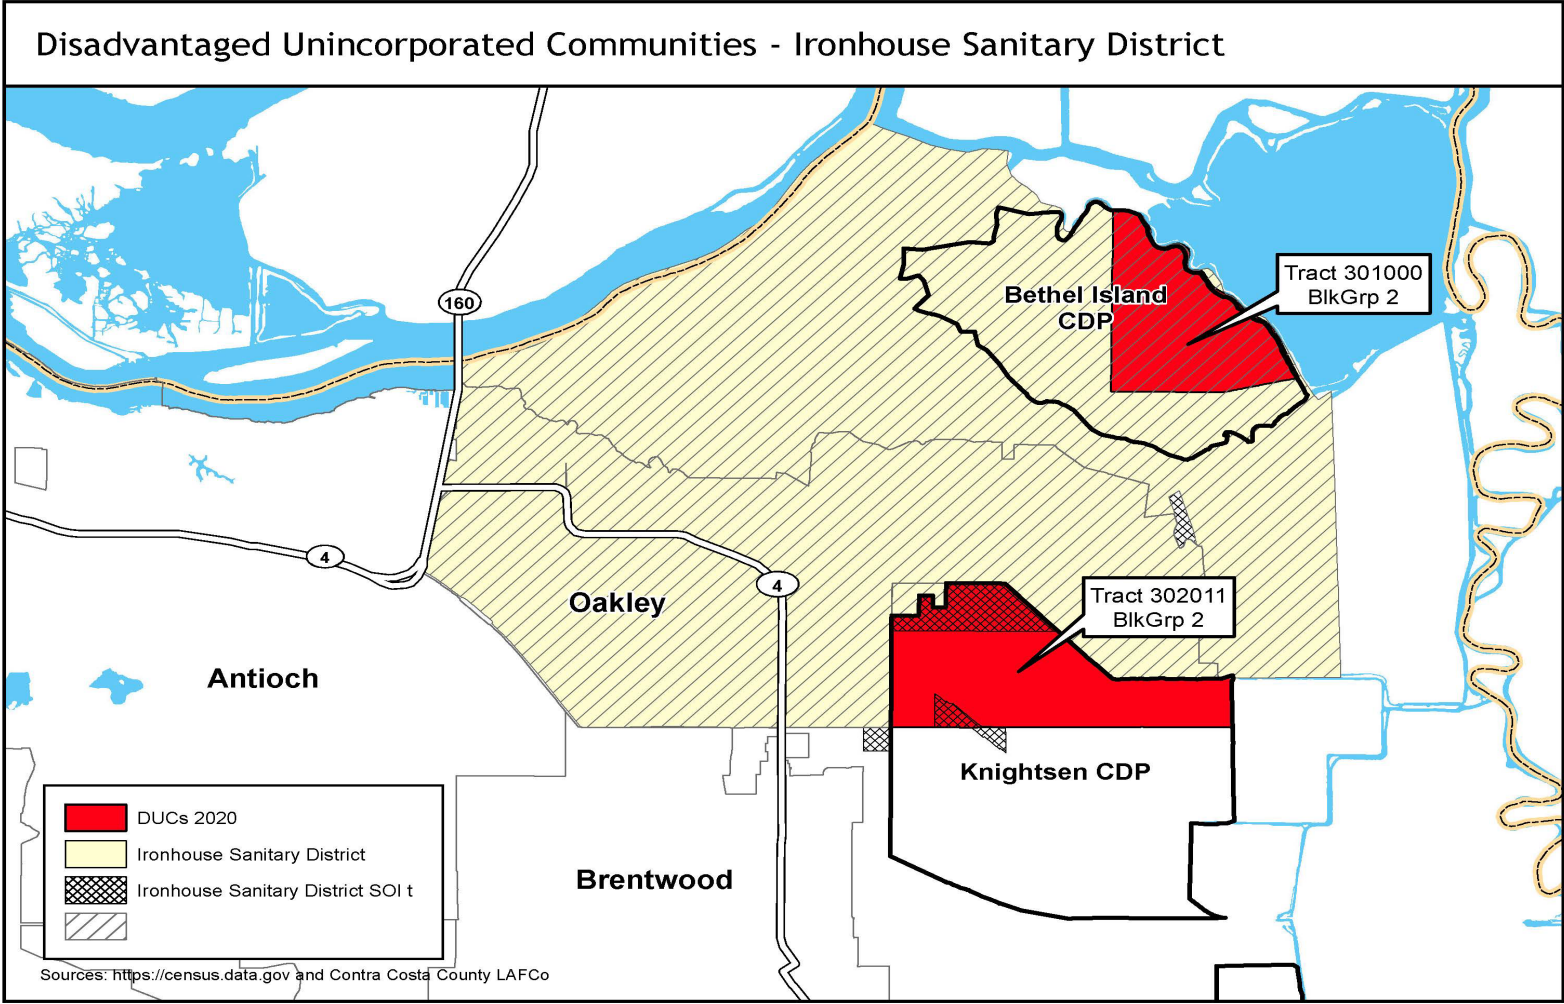 Disadvantaged Unincorporated Communities - Ironhouse Sanitary District
160
Bethel Island
CDP
Tract 301000
BlkGrp 2
4
4
Oakley
Tract 302011
BlkGrp 2
Antioch
Knightsen CDP
Brentwood
DUCs 2020
Ironhouse Sanitary District
Ironhouse Sanitary District SOI t
Sources: https://census.data.gov and Contra Costa County LAFCo